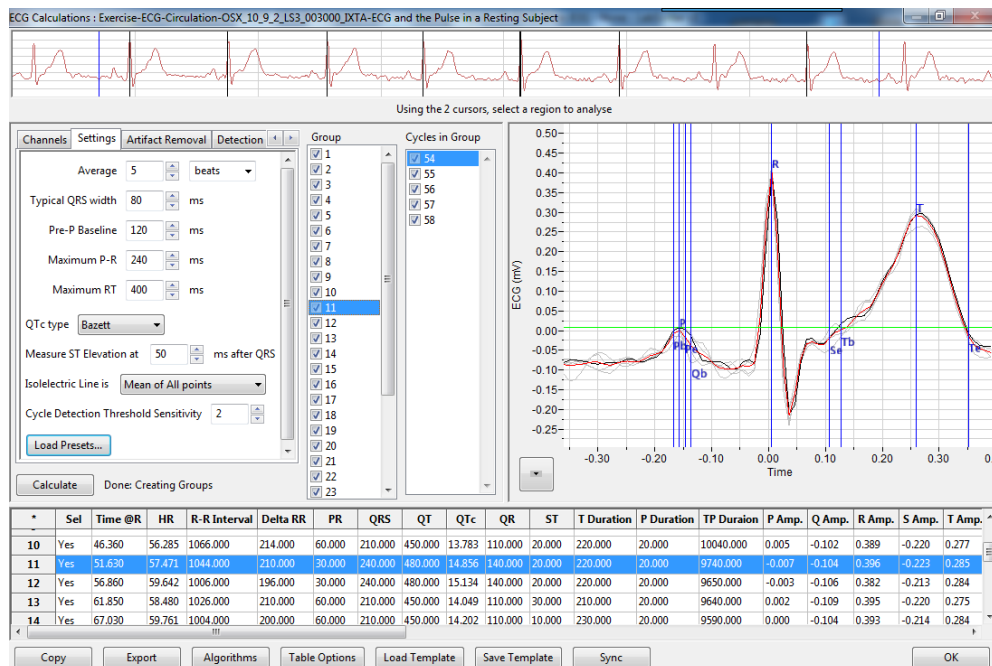 ECG Calculations : Exercise-ECG-Circulation-OSX_10_9_2_LS3_003000_IXTA-ECG and the Pulse in a Resting Subject
Using the 2 cursors, select a region to analyse
Channels Settings Artifact Removal Detection
Average 5 beats
Typical QRS width 80 ms
Pre-P Baseline 120 ms
Maximum P-R 240 ms
Maximum RT 400 ms
QTc type Bazett
Measure ST Elevation at 50 ms after QRS
Isolelectric Line is Mean of All points
Cycle Detection Threshold Sensitivity 2
Load Presets...
Calculate Done: Creating Groups
Group
1
2
3
4
5
6
7
8
9
10
11
12
13
14
15
16
17
18
19
20
21
22
23
Cycles in Group
54
55
56
57
58
ECG (mV)
0.50
0.45
0.40
0.35
0.30
0.25
0.20
0.15
0.10
0.05
0.00
-0.05
-0.10
-0.15
-0.20
-0.25
R
T
P
Pb Pe
Qb
Se Tb
Te
-0.30 -0.20 -0.10 0.00 0.10 0.20 0.30
Time
* Sel Time @R HR R-R Interval Delta RR PR QRS QT QTc QR ST T Duration P Duration TP Duraion P Amp. Q Amp. R Amp. S Amp. T Amp.
10 Yes 46.360 56.285 1066.000 214.000 60.000 210.000 450.000 13.783 110.000 20.000 220.000 20.000 10040.000 0.005 -0.102 0.389 -0.220 0.277
11 Yes 51.630 57.471 1044.000 210.000 30.000 240.000 480.000 14.856 140.000 20.000 220.000 20.000 9740.000 -0.007 -0.104 0.396 -0.223 0.285
12 Yes 56.860 59.642 1006.000 196.000 30.000 240.000 480.000 15.134 140.000 20.000 220.000 20.000 9650.000 -0.003 -0.106 0.382 -0.213 0.284
13 Yes 61.850 58.480 1026.000 210.000 60.000 210.000 450.000 14.049 110.000 30.000 210.000 20.000 9640.000 0.002 -0.109 0.395 -0.220 0.275
14 Yes 67.030 59.761 1004.000 200.000 60.000 210.000 450.000 14.202 110.000 10.000 230.000 20.000 9590.000 0.000 -0.104 0.393 -0.214 0.284
Copy Export Algorithms Table Options Load Template Save Template Sync OK